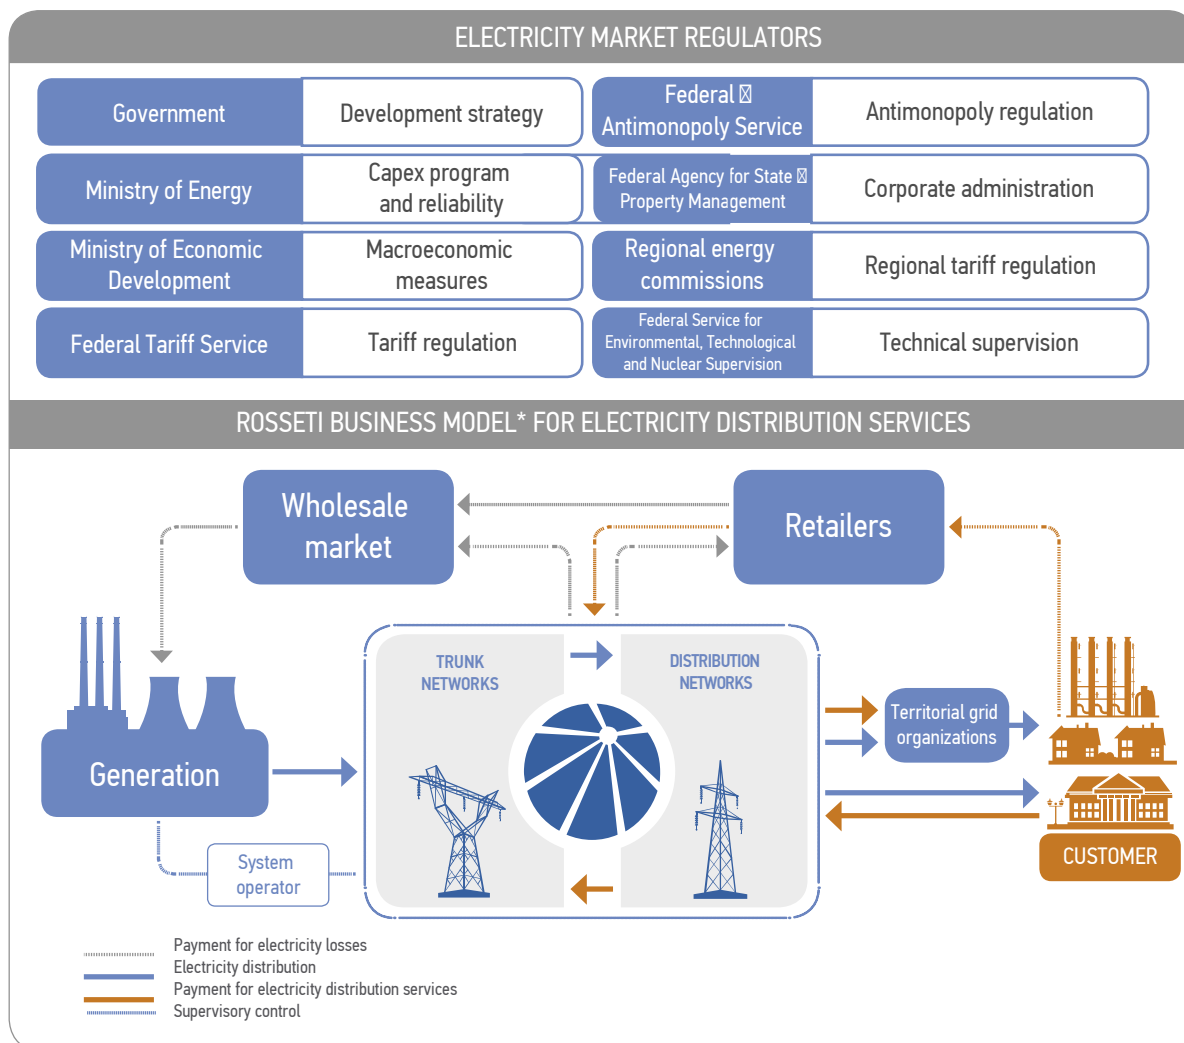 ELECTRICITY MARKET REGULATORS
Government
Development strategy
Federal
Antimonopoly Service
Antimonopoly regulation
Ministry of Energy
Capex program
and reliability
Federal Agency for State
Property Management
Corporate administration
Ministry of Economic
Development
Macroeconomic
measures
Regional energy
commissions
Regional tariff regulation
Federal Tariff Service
Tariff regulation
Federal Service for
Environmental, Technological
and Nuclear Supervision
Technical supervision
ROSSETI BUSINESS MODEL* FOR ELECTRICITY DISTRIBUTION SERVICES
Wholesale
market
Retailers
TRUNK
NETWORKS
DISTRIBUTION
NETWORKS
Territorial grid
organizations
Generation
CUSTOMER
System
operator
Payment for electricity losses
Electricity distribution
Payment for electricity distribution services
Supervisory control